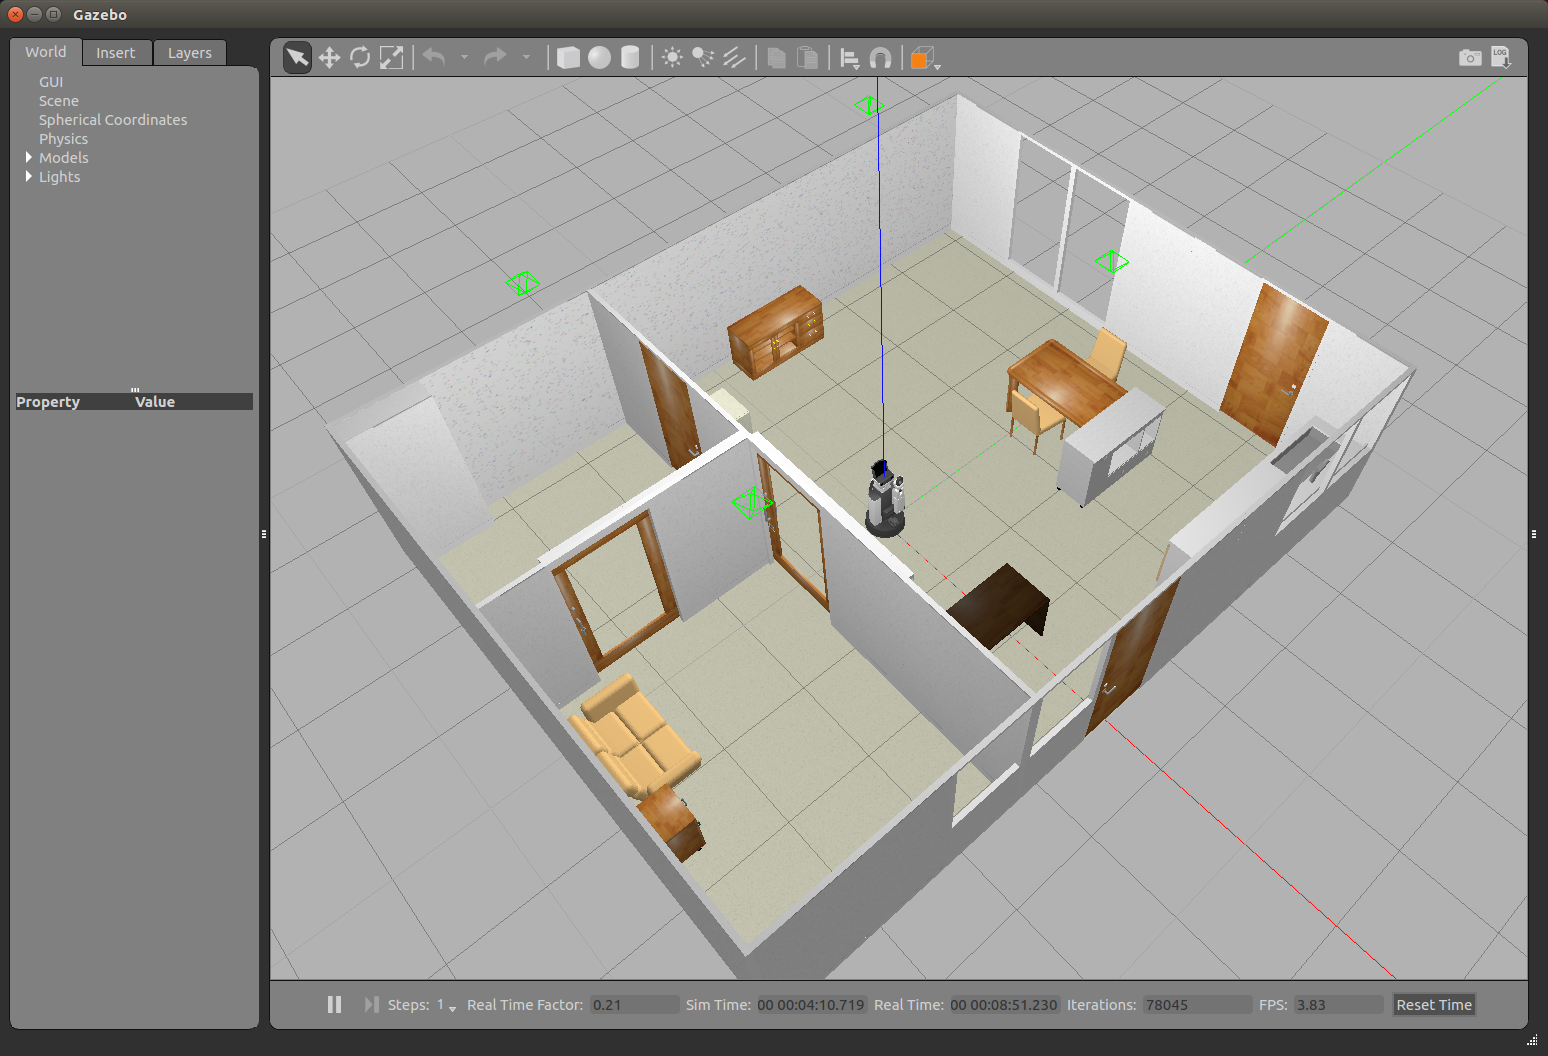 Gazebo
World Insert Layers
GUI
Scene
Spherical Coordinates
Physics
Models
Lights
Property Value
LOG
Steps: 1 Real Time Factor: 0.21 Sim Time: 00 00:04:10.719 Real Time: 00 00:08:51.230 Iterations: 78045 FPS: 3.83 Reset Time